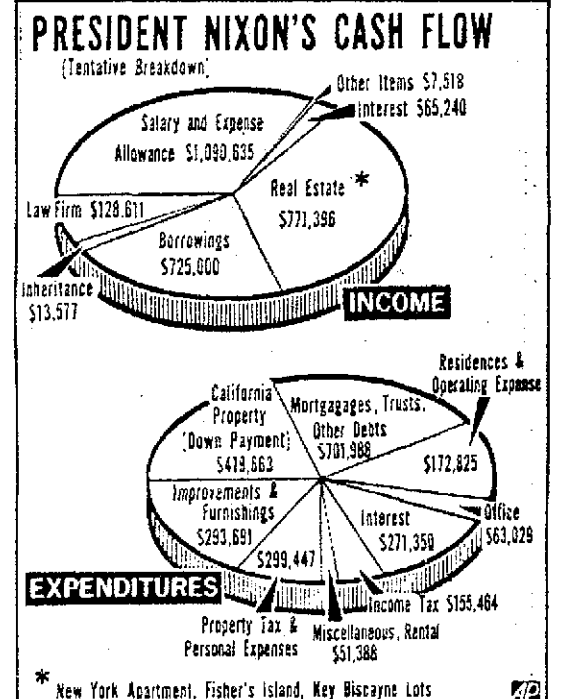 PRESIDENT NIXON'S CASH FLOW
(Tentative Breakdown)
Other Items $7,518
Interest $65,240
Salary and Expense
Allowance $1,090,635
Real Estate *
$771,396
Law Firm $128,611
Borrowings
$725,000
Inheritance
$13,577
INCOME
Residences &
Operating Expense
$172,825
California
Property
(Down Payment)
$419,663
Mortgagages, Trusts,
Other Debts
$701,988
Improvements &
Furnishings
$293,691
Interest
$271,350
Office
$63,029
$299,447
EXPENDITURES
Income Tax $155,464
Property Tax &
Personal Expenses
Miscellaneous, Rental
$51,388
* New York Apartment, Fisher's Island, Key Biscayne Lots
AP